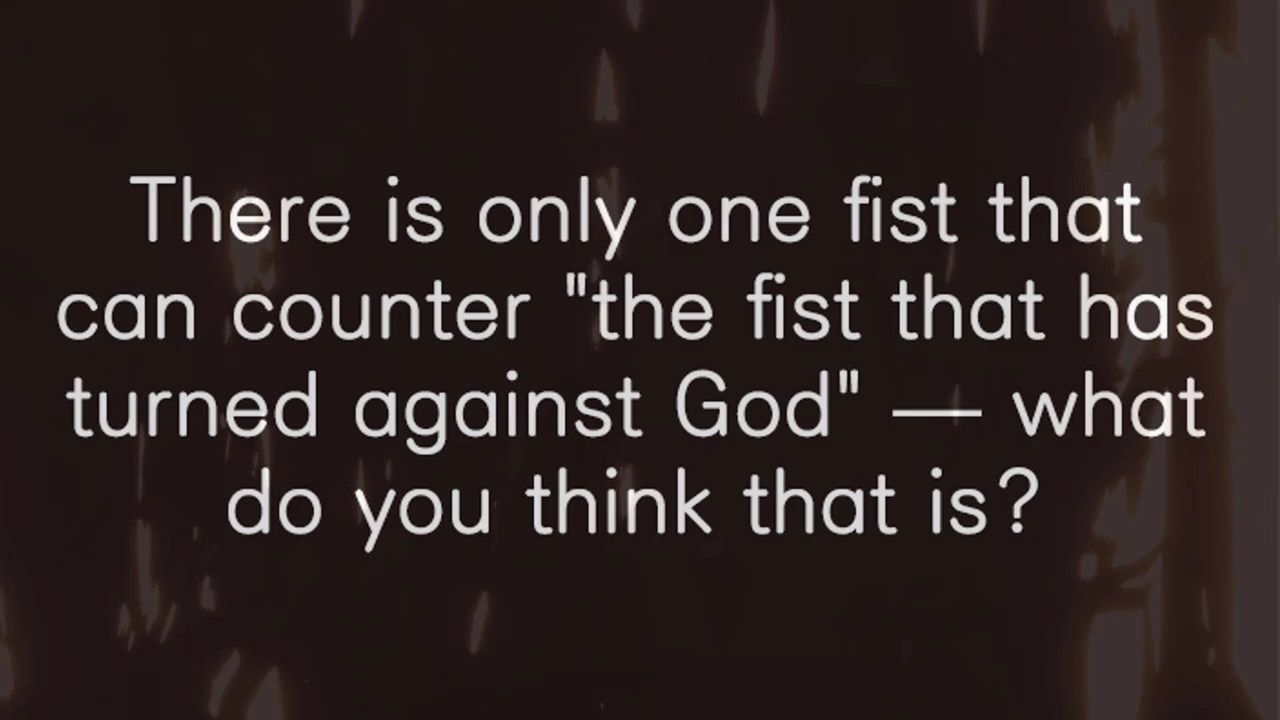 There is only one fist that
can counter "the fist that has
turned against God" — what
do you think that is?